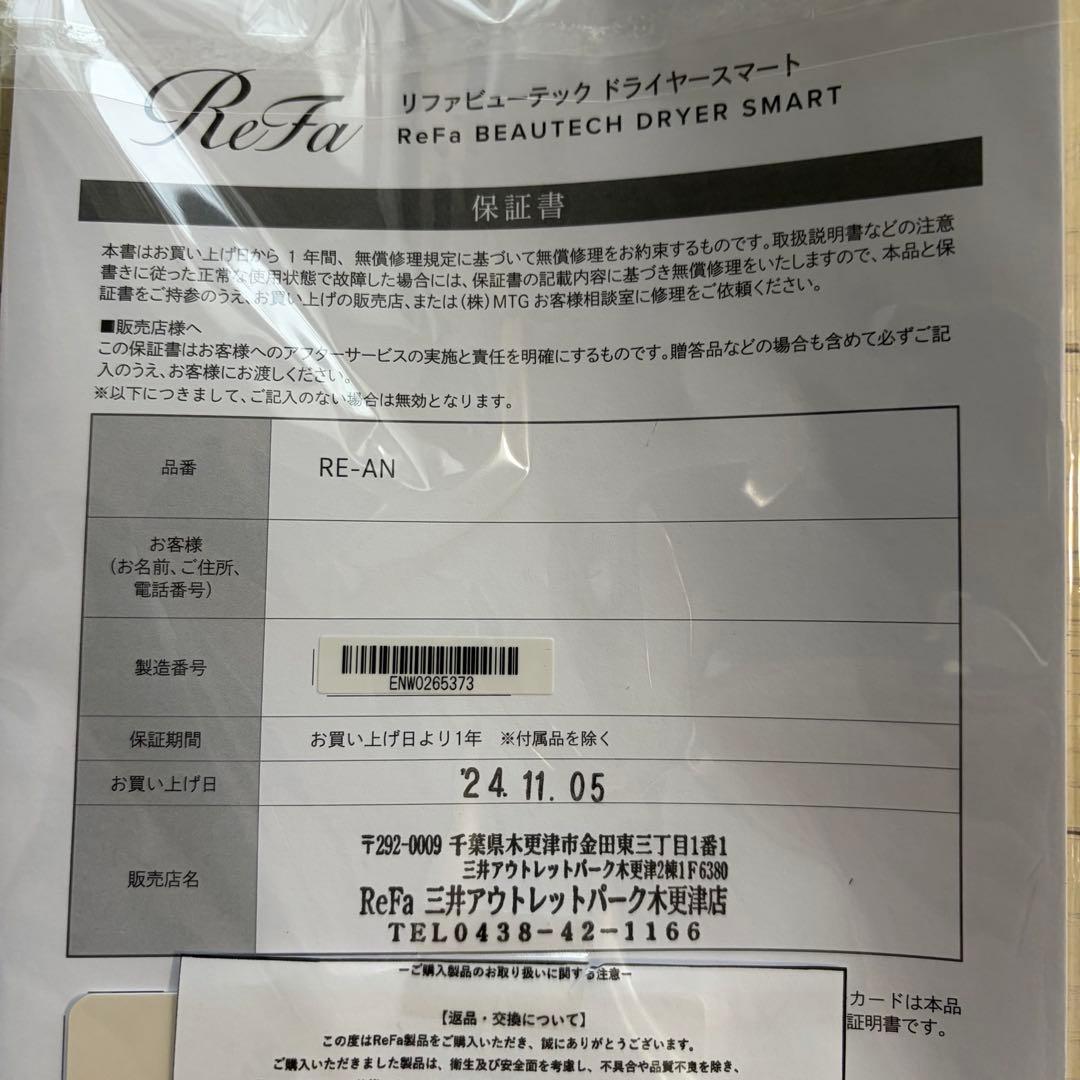 ReFa
リファビューテック ドライヤースマート
ReFa BEAUTECH DRYER SMART
保証書
本書はお買い上げ日から 1 年間、無償修理規定に基づいて無償修理をお約束するものです。取扱説明書などの注意
書きに従った正常な使用状態で故障した場合には、保証書の記載内容に基づき無償修理をいたしますので、本品と保
証書をご持参のうえ、お買い上げの販売店、または(株)MTG お客様相談室に修理をご依頼ください。
■販売店様へ
この保証書はお客様へのアフターサービスの実施と責任を明確にするものです。贈答品などの場合も含めて必ずご記
入のうえ、お客様にお渡しください。
※以下につきまして、ご記入のない場合は無効となります。
品番
RE-AN
お客様
(お名前、ご住所、
電話番号)
製造番号
ENW0265373
保証期間
お買い上げ日より1年 ※付属品を除く
お買い上げ日
'24.11.05
販売店名
〒292-0009 千葉県木更津市金田東三丁目1番1
三井アウトレットパーク木更津2棟1F6380
ReFa 三井アウトレットパーク木更津店
TEL0438-42-1166
ーご購入製品のお取り扱いに関する注意ー
カードは本品
証明書です。
【返品・交換について】
この度はReFa製品をご購入いただき、誠にありがとうございます。
ご購入いただきました製品は、衛生及び安全面を考慮し、不具合や品質不良を除き、